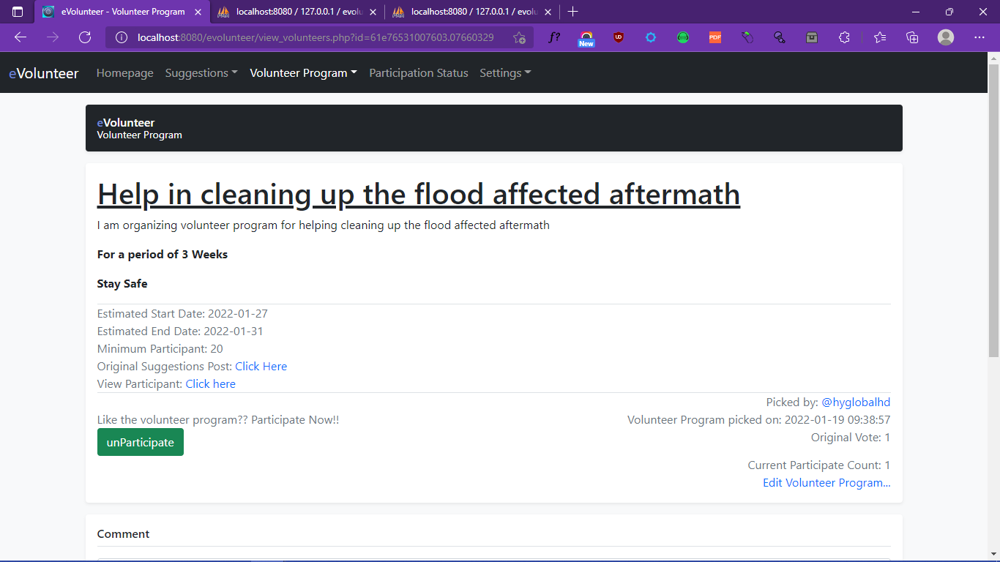 eVolunteer - Volunteer Program
localhost:8080 / 127.0.0.1 / evolu
localhost:8080 / 127.0.0.1 / evolu
localhost:8080/evolunteer/view_volunteers.php?id=61e76531007603.07660329
f?
New
UD
PDF
eVolunteer
Homepage
Suggestions
Volunteer Program
Participation Status
Settings
eVolunteer
Volunteer Program
Help in cleaning up the flood affected aftermath
I am organizing volunteer program for helping cleaning up the flood affected aftermath
For a period of 3 Weeks
Stay Safe
Estimated Start Date: 2022-01-27
Estimated End Date: 2022-01-31
Minimum Participant: 20
Original Suggestions Post: Click Here
View Participant: Click here
Picked by: @hyglobalhd
Like the volunteer program?? Participate Now!!
Volunteer Program picked on: 2022-01-19 09:38:57
unParticipate
Original Vote: 1
Current Participate Count: 1
Edit Volunteer Program...
Comment